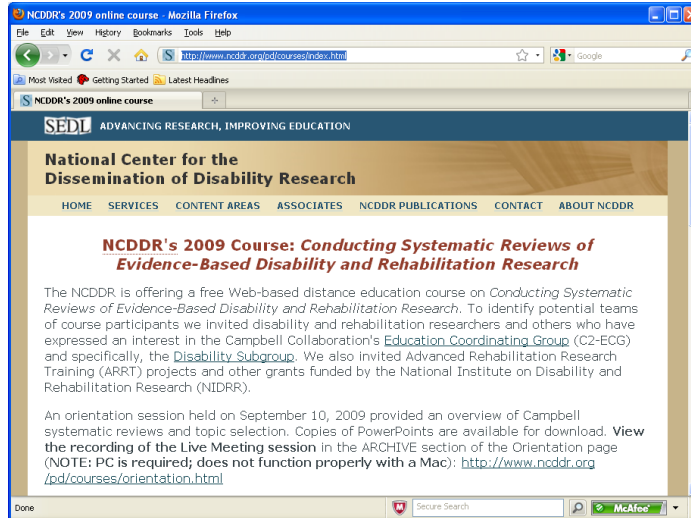 NCDDR's 2009 online course - Mozilla Firefox
File Edit View History Bookmarks Tools Help
S http://www.ncddr.org/pd/courses/index.html Google
Most Visited Getting Started Latest Headlines
S NCDDR's 2009 online course
SEDL ADVANCING RESEARCH, IMPROVING EDUCATION
National Center for the
Dissemination of Disability Research
HOME SERVICES CONTENT AREAS ASSOCIATES NCDDR PUBLICATIONS CONTACT ABOUT NCDDR
NCDDR's 2009 Course: Conducting Systematic Reviews of
Evidence-Based Disability and Rehabilitation Research
The NCDDR is offering a free Web-based distance education course on Conducting Systematic
Reviews of Evidence-Based Disability and Rehabilitation Research. To identify potential teams
of course participants we invited disability and rehabilitation researchers and others who have
expressed an interest in the Campbell Collaboration's Education Coordinating Group (C2-ECG)
and specifically, the Disability Subgroup. We also invited Advanced Rehabilitation Research
Training (ARRT) projects and other grants funded by the National Institute on Disability and
Rehabilitation Research (NIDRR).
An orientation session held on September 10, 2009 provided an overview of Campbell
systematic reviews and topic selection. Copies of PowerPoints are available for download. View
the recording of the Live Meeting session in the ARCHIVE section of the Orientation page
(NOTE: PC is required; does not function properly with a Mac): http://www.ncddr.org
/pd/courses/orientation.html
Done Secure Search McAfee